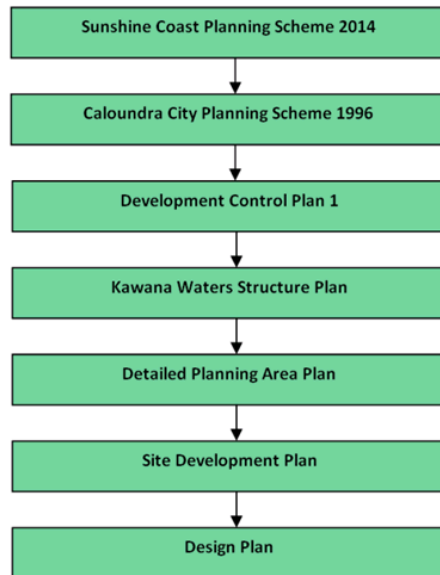 Sunshine Coast Planning Scheme 2014
Caloundra City Planning Scheme 1996
Development Control Plan 1
Kawana Waters Structure Plan
Detailed Planning Area Plan
Site Development Plan
Design Plan